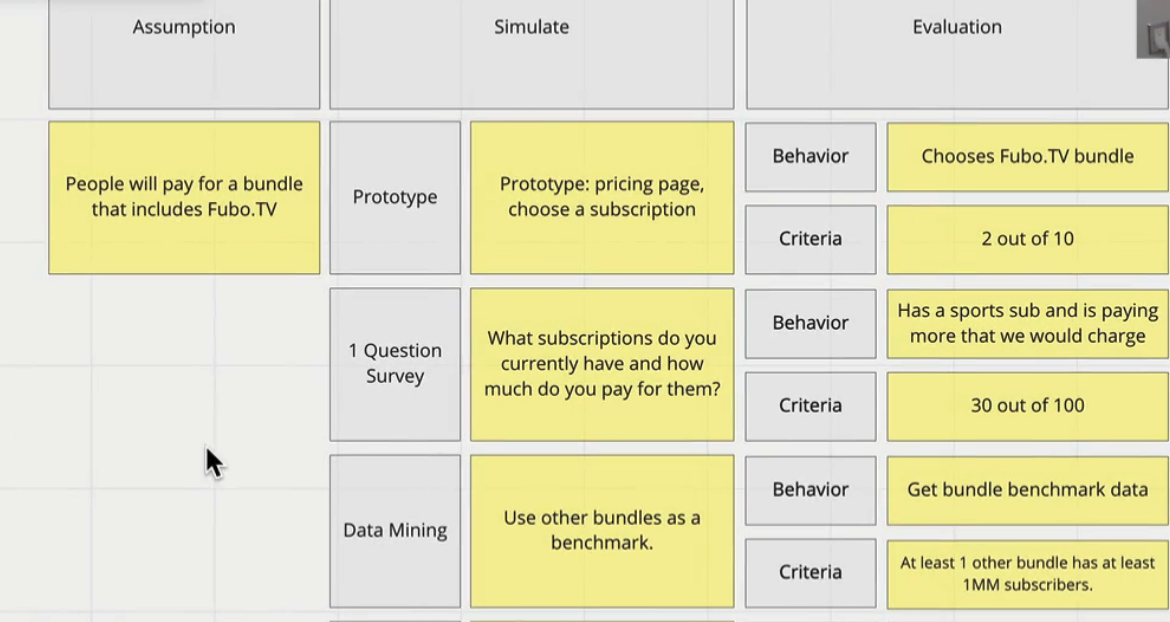 Assumption
Simulate
Evaluation
People will pay for a bundle
that includes Fubo.TV
Prototype
Prototype: pricing page,
choose a subscription
Behavior
Chooses Fubo.TV bundle
Criteria
2 out of 10
1 Question
Survey
What subscriptions do you
currently have and how
much do you pay for them?
Behavior
Has a sports sub and is paying
more that we would charge
Criteria
30 out of 100
Data Mining
Use other bundles as a
benchmark.
Behavior
Get bundle benchmark data
Criteria
At least 1 other bundle has at least
1MM subscribers.